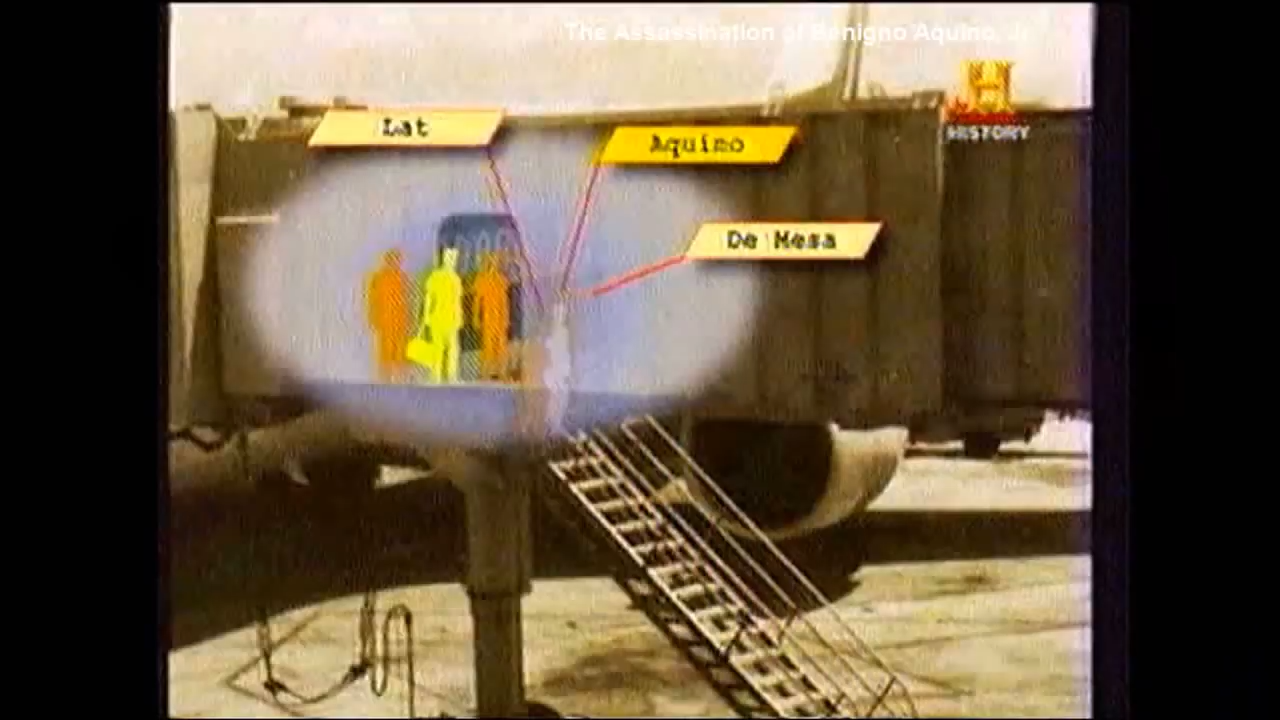 The Assassination of Benigno Aquino, Jr.
H
HISTORY
Lat
Aquino
De Mesa